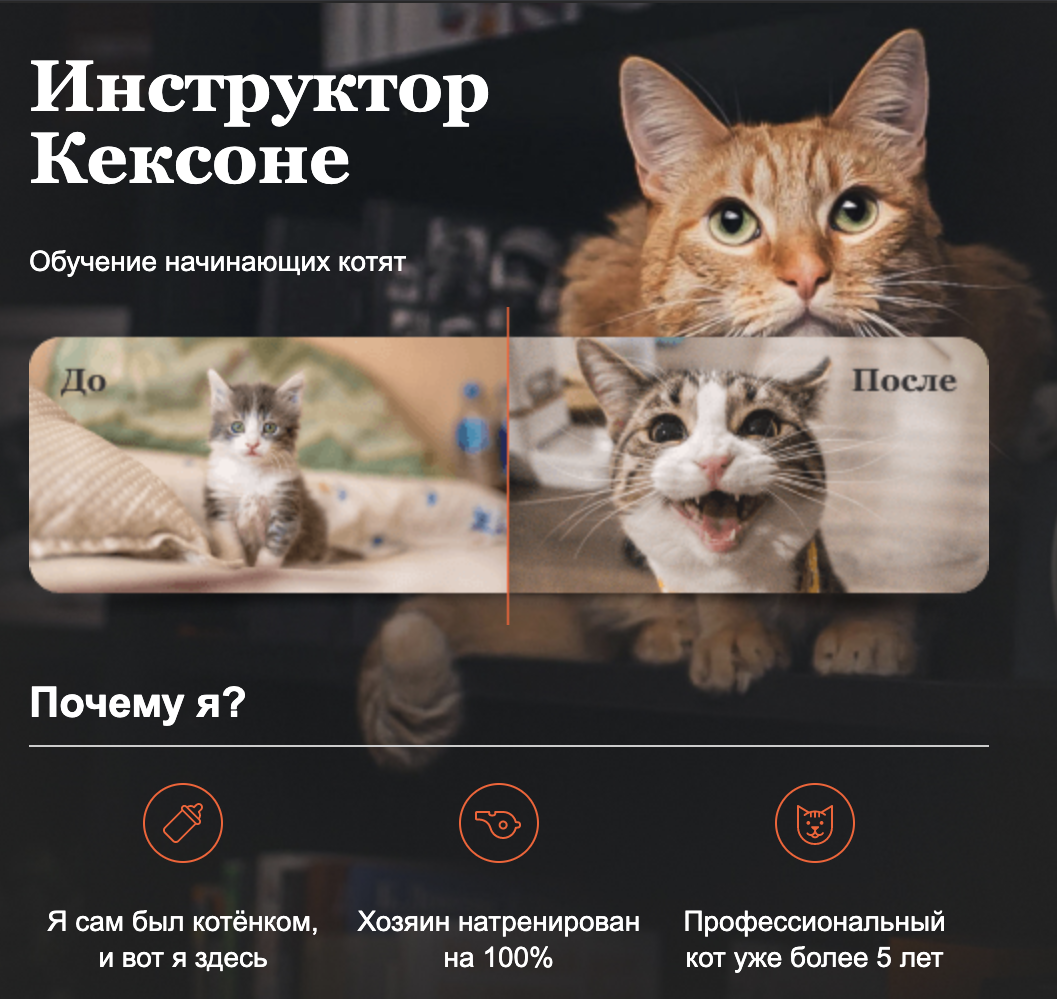 Инструктор
Кексоне
Обучение начинающих котят
До
После
Почему я?
Я сам был котёнком,
и вот я здесь
Хозяин натренирован
на 100%
Профессиональный
кот уже более 5 лет